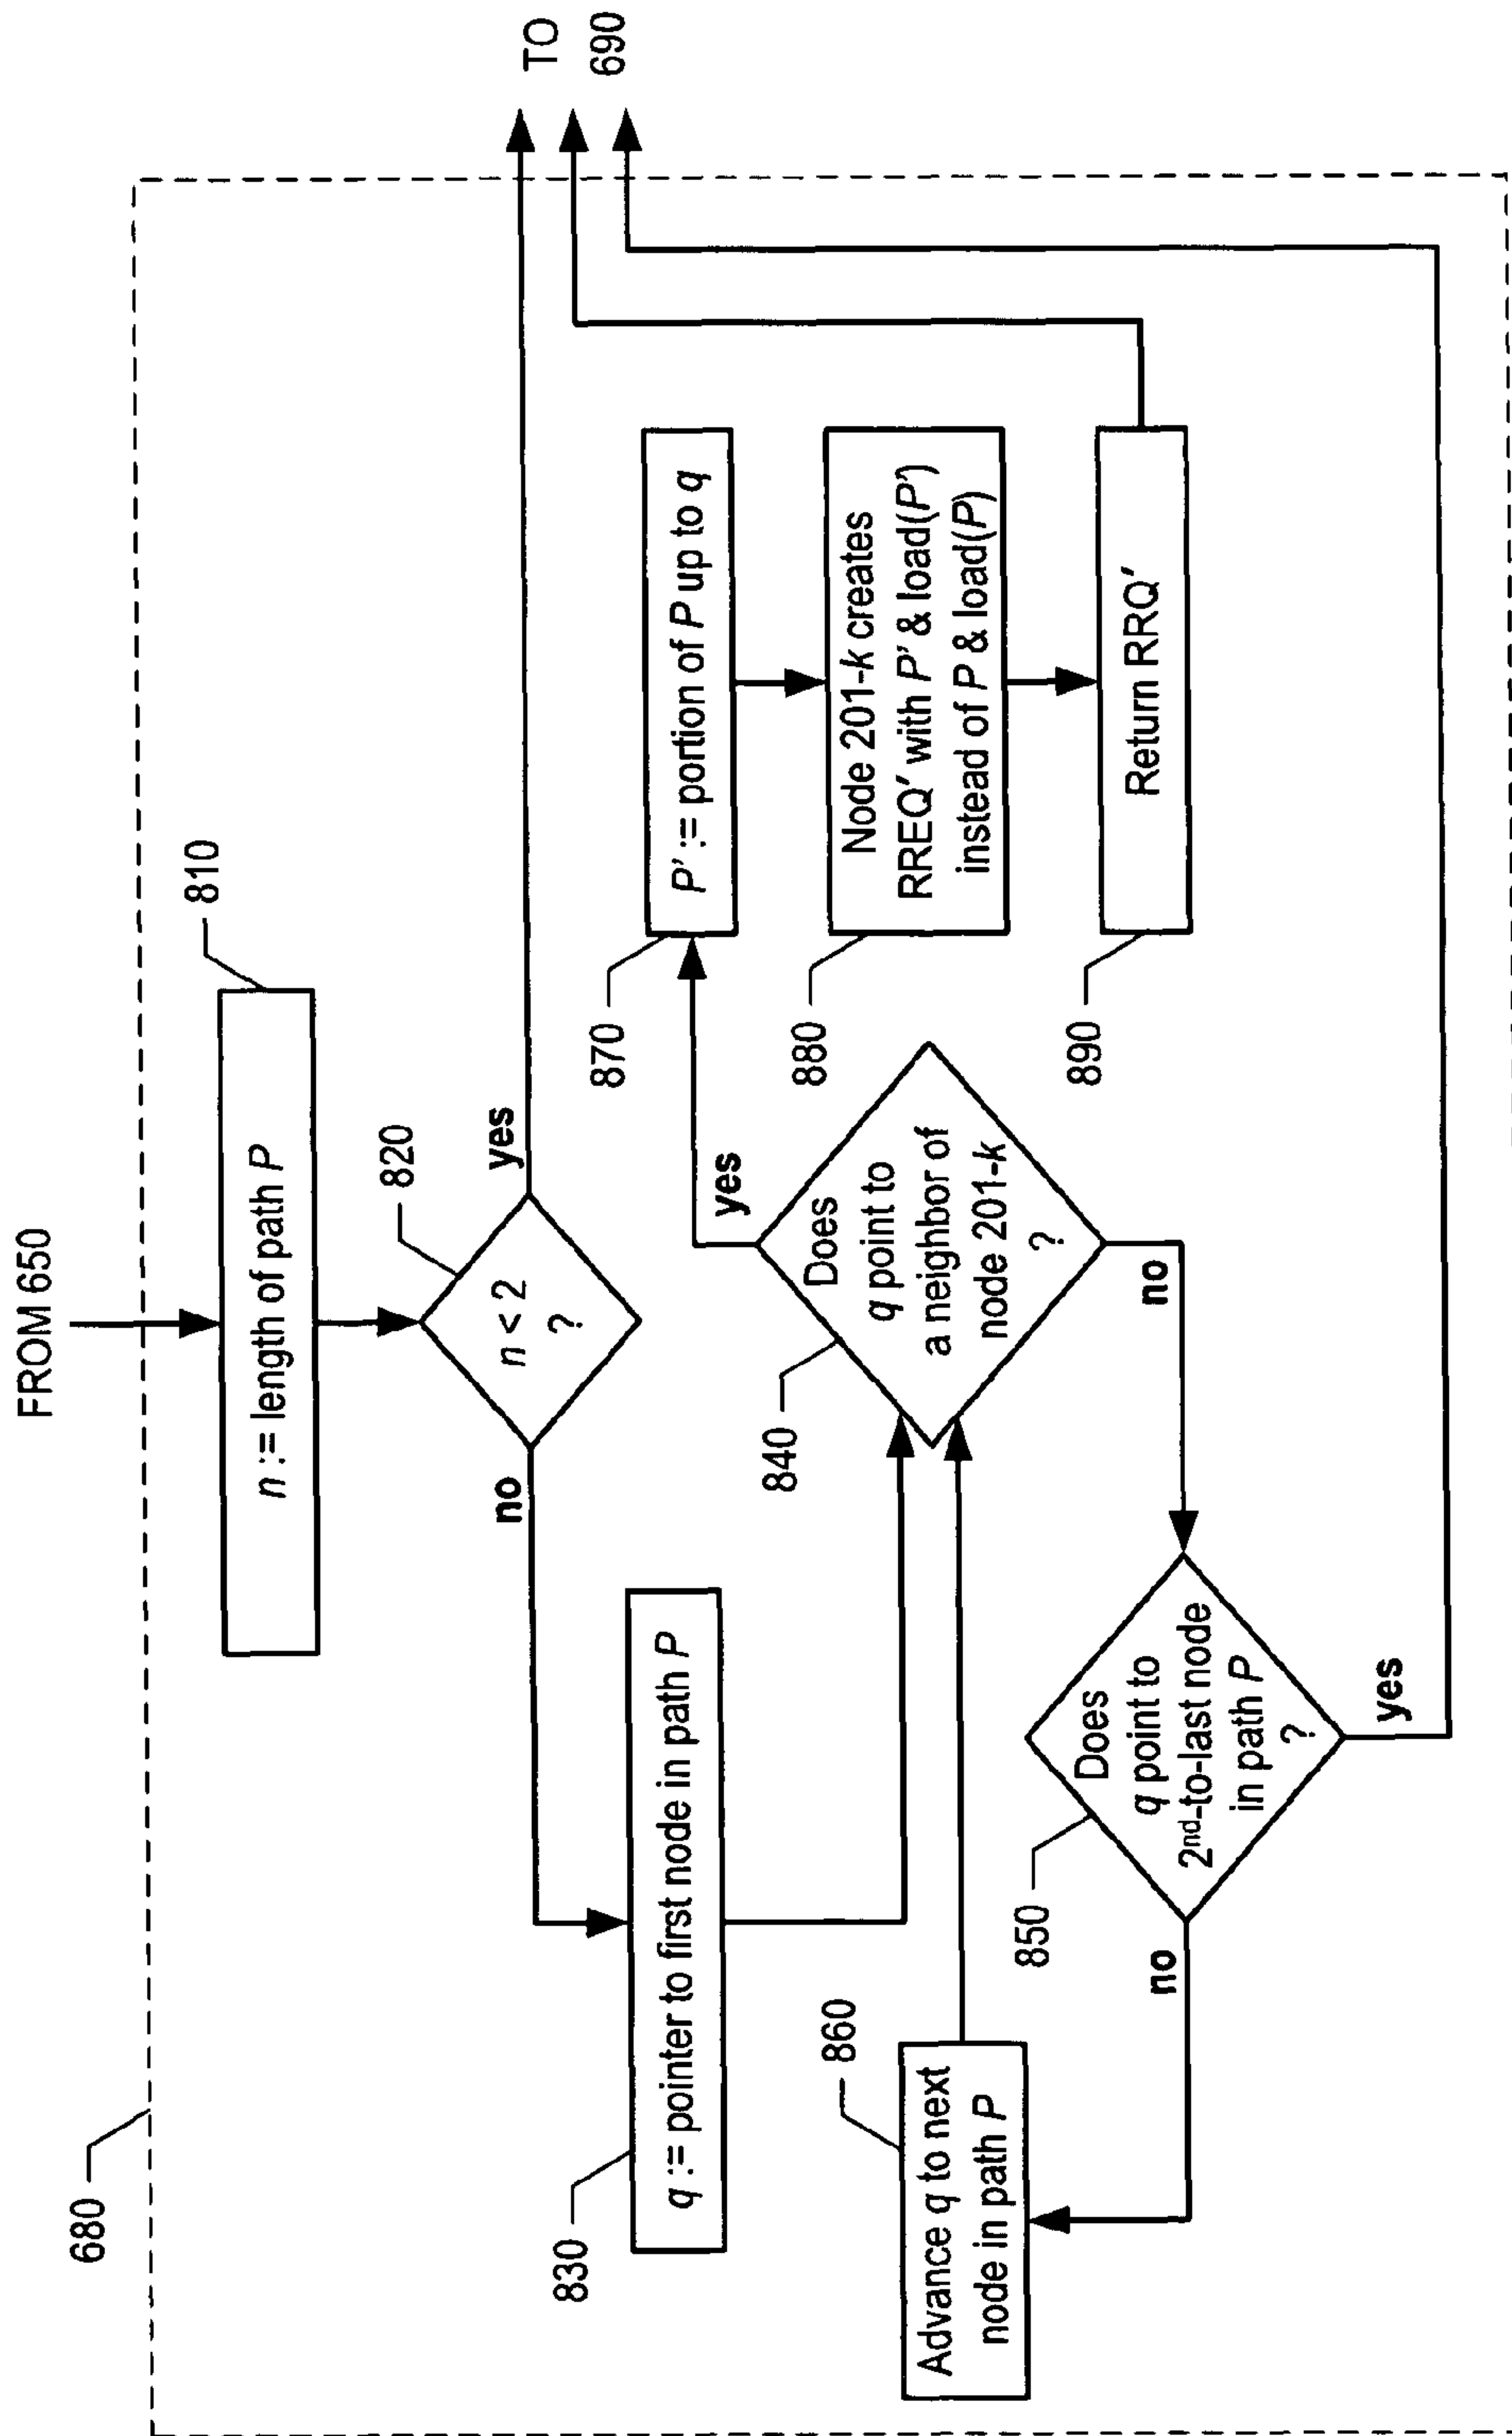 FROM 650
680
n := length of path P
810
n < 2
?
820
no
yes
TO
690
q := pointer to first node in path P
830
P' := portion of P up to q
870
Does
q point to
a neighbor of
node 201-k
?
840
yes
no
Node 201-k creates
RREQ' with P' & load(P')
instead of P & load(P)
880
Advance q to next
node in path P
860
Does
q point to
2nd-to-last node
in path P
?
850
no
yes
Return RRQ'
890